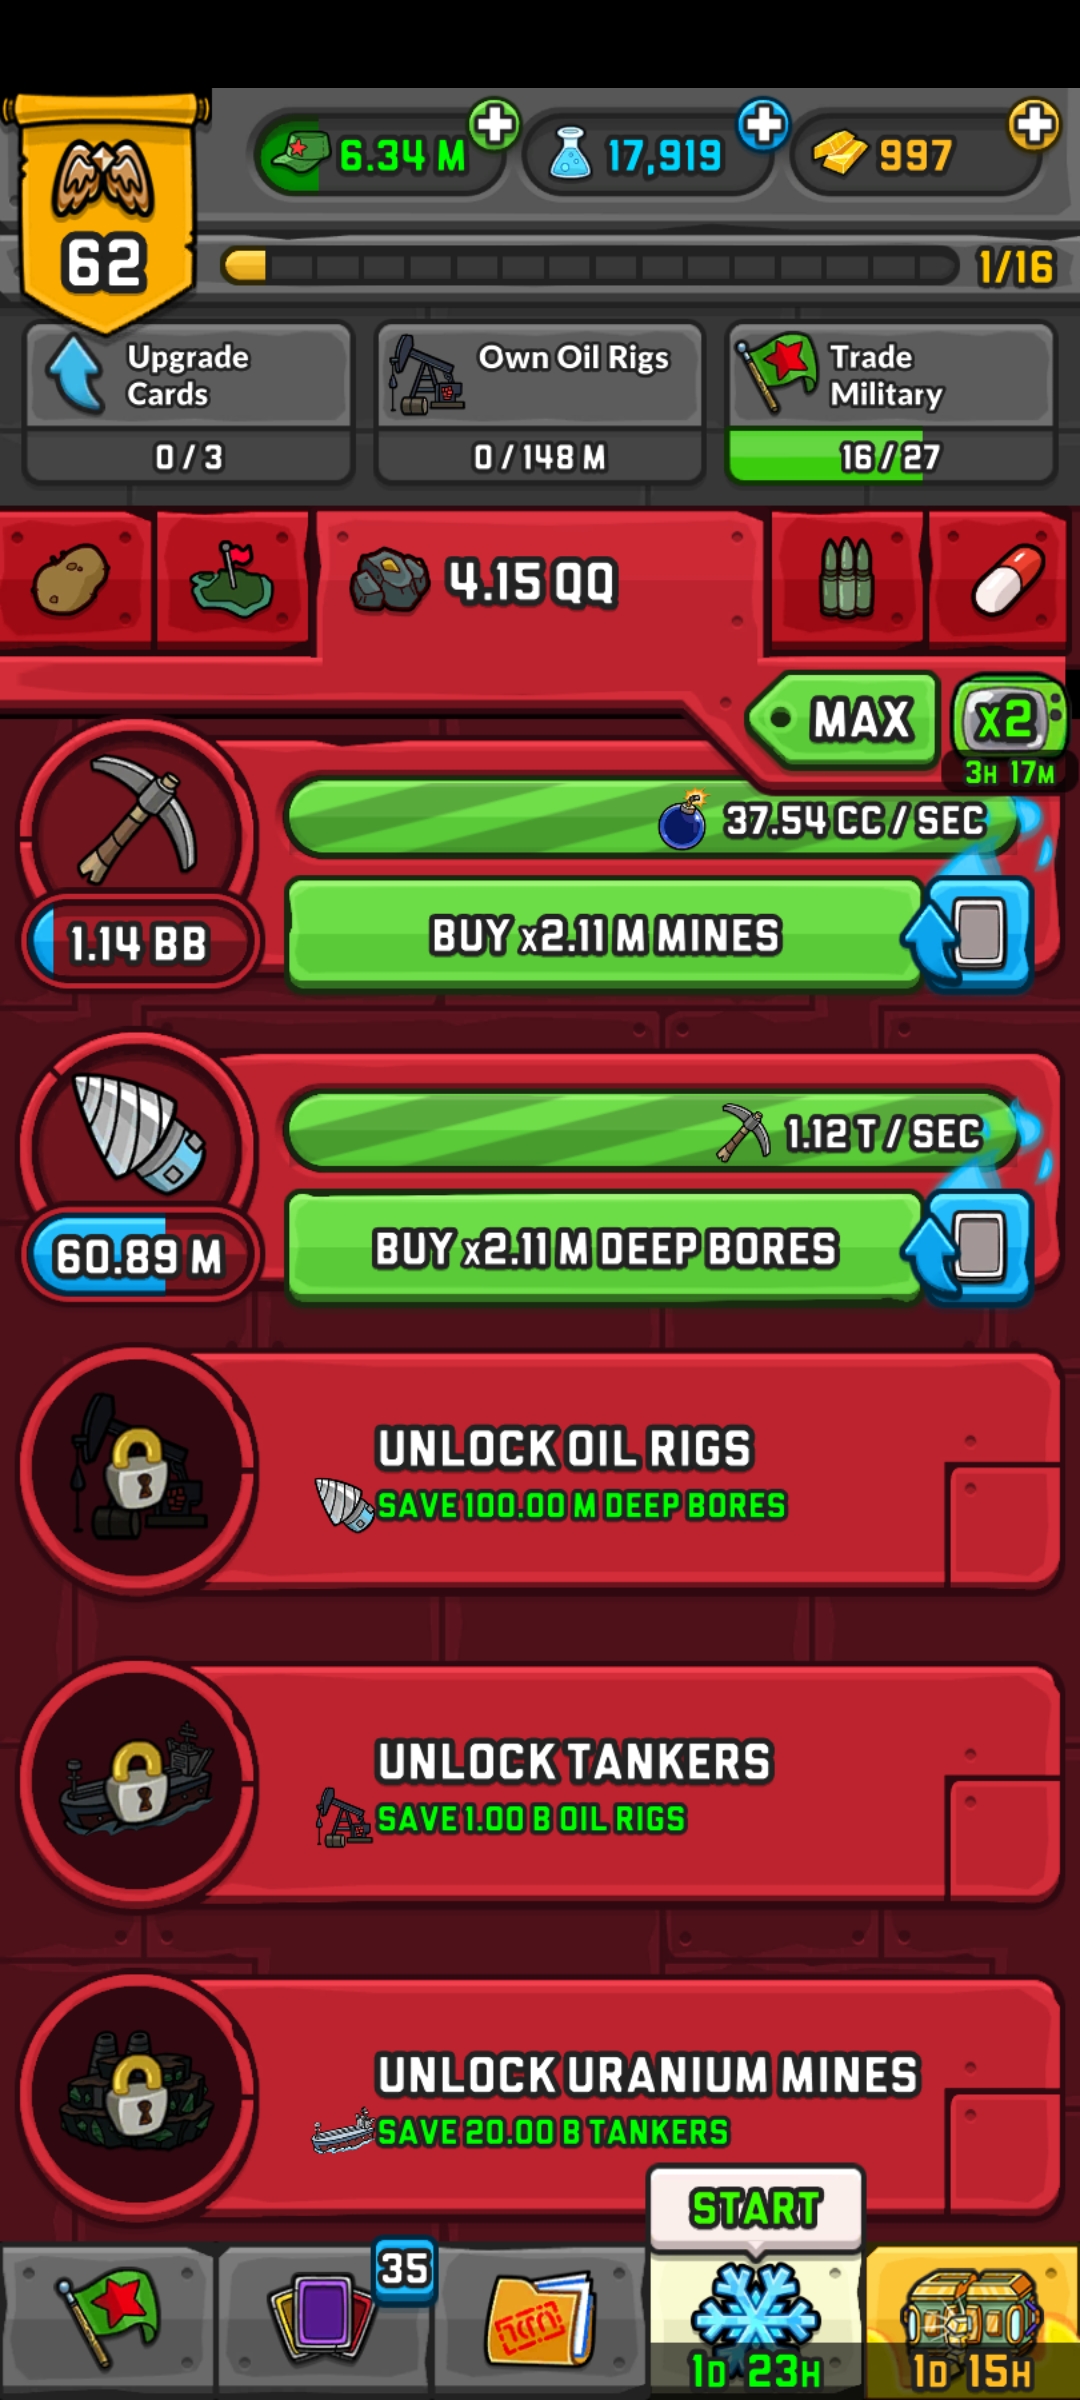 6.34 M
17,919
997
62
1/16
Upgrade
Cards
0 / 3
Own Oil Rigs
0 / 148 M
Trade
Military
16 / 27
4.15 QQ
MAX
x2
3H 17M
37.54 CC / SEC
1.14 BB
BUY x2.11 M MINES
1.12 T / SEC
60.89 M
BUY x2.11 M DEEP BORES
UNLOCK OIL RIGS
SAVE 100.00 M DEEP BORES
UNLOCK TANKERS
SAVE 1.00 B OIL RIGS
UNLOCK URANIUM MINES
SAVE 20.00 B TANKERS
START
35
1D 23H
1D 15H